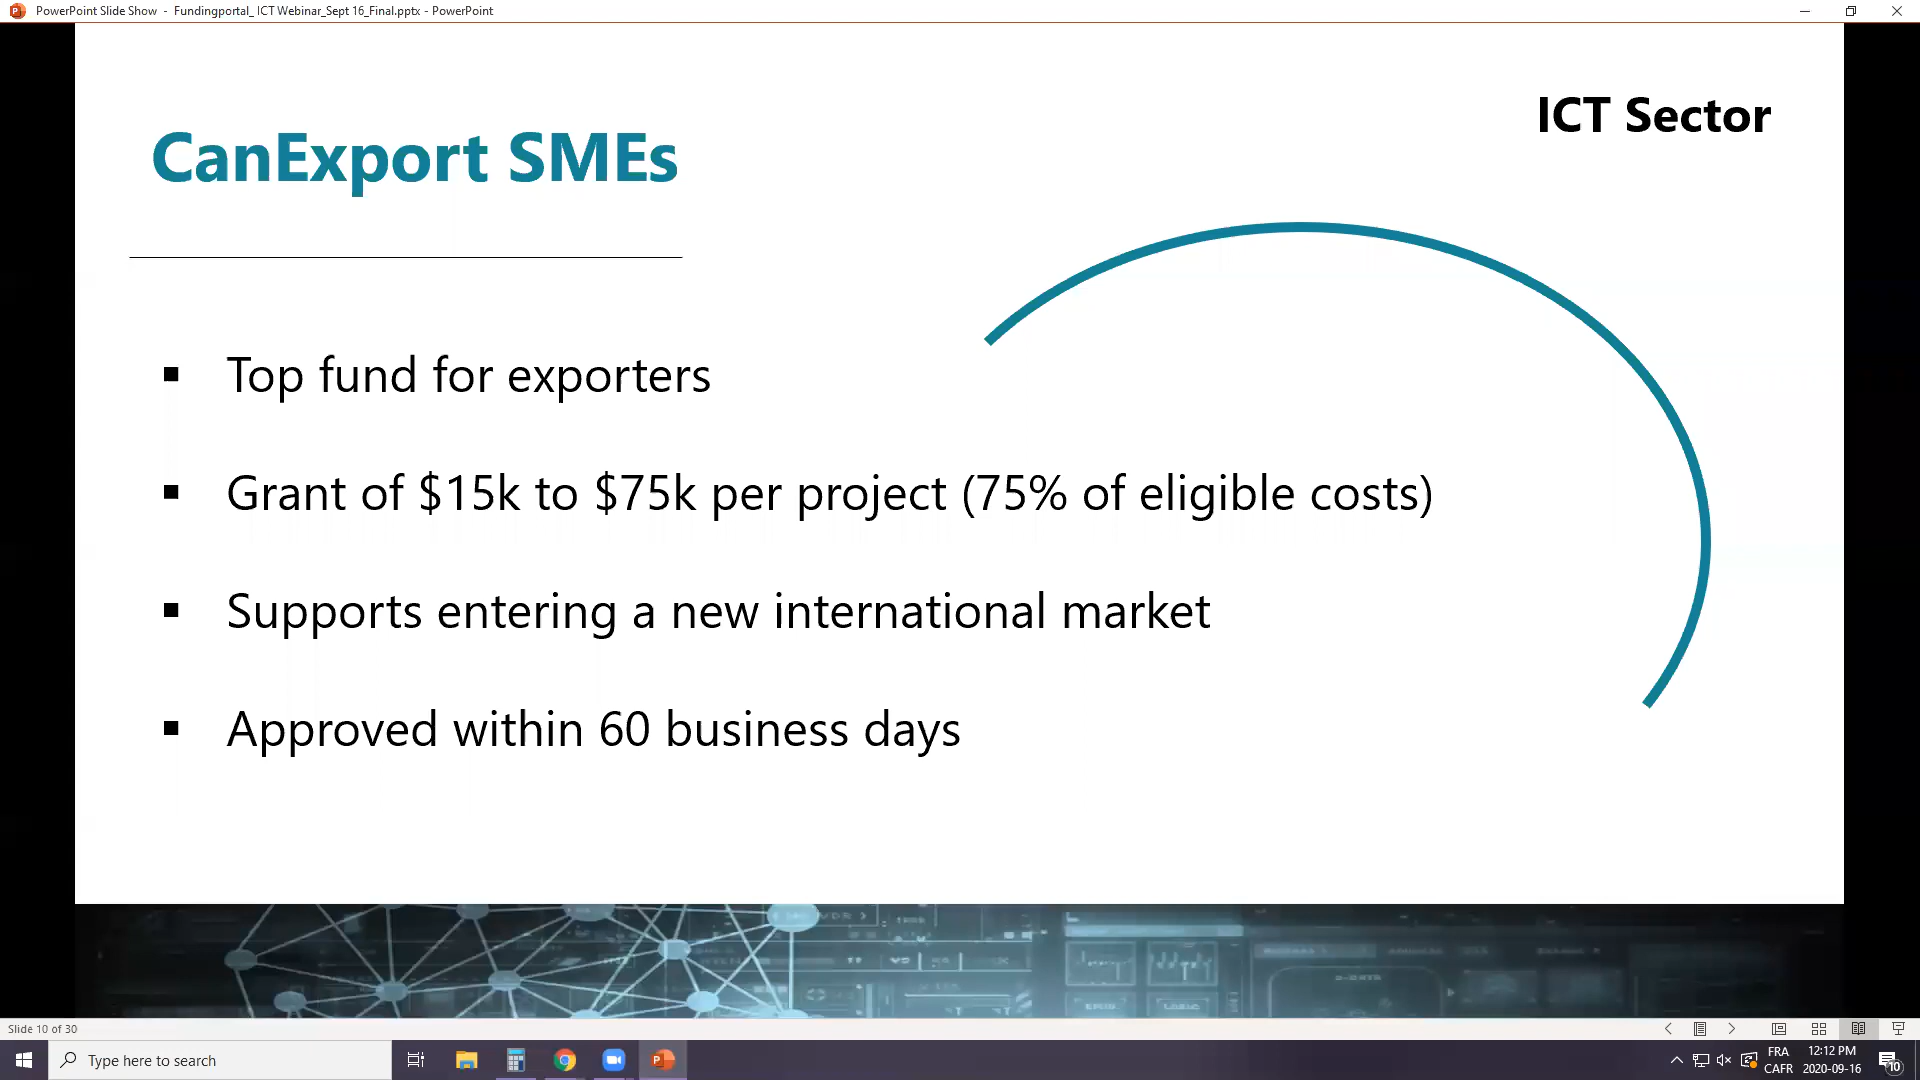 PowerPoint Slide Show - Fundingportal_ ICT Webinar_Sept 16_Final.pptx - PowerPoint
ICT Sector
CanExport SMEs
▪ Top fund for exporters
▪ Grant of $15k to $75k per project (75% of eligible costs)
▪ Supports entering a new international market
▪ Approved within 60 business days
Slide 10 of 30
Type here to search
FRA
CAFR
12:12 PM
2020-09-16
10